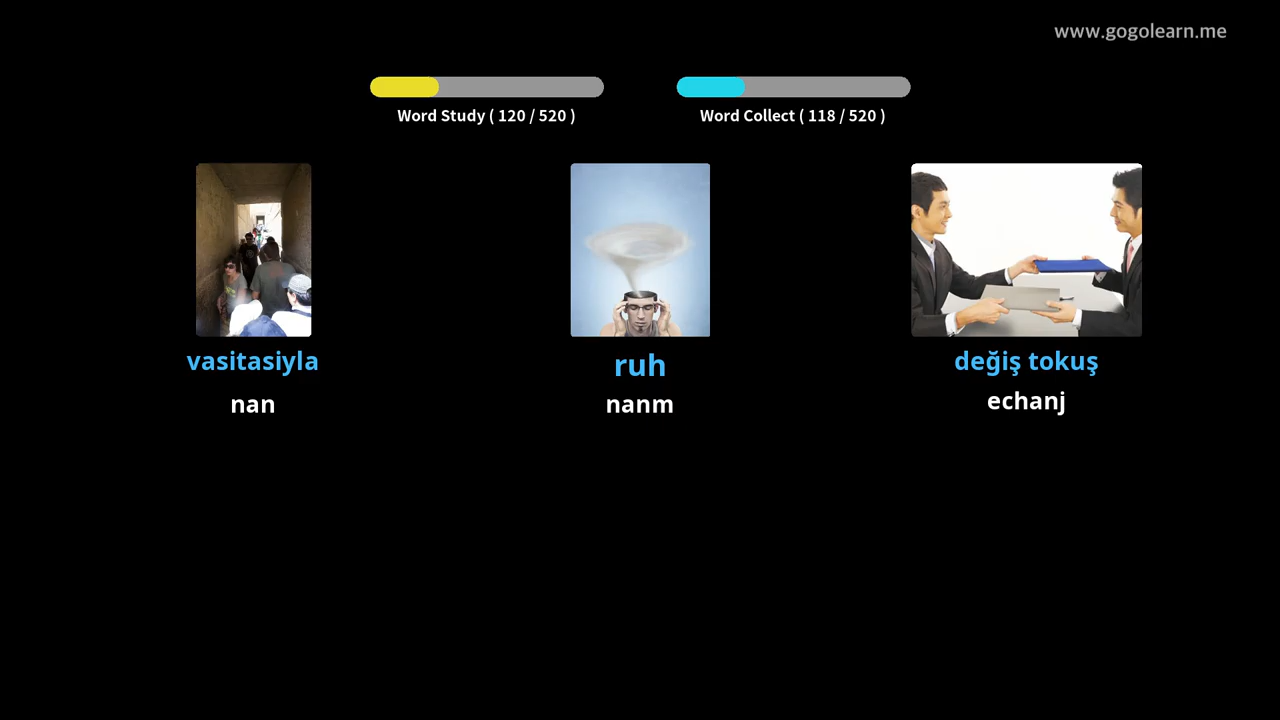 www.gogolearn.me
Word Study ( 120 / 520 )
Word Collect ( 118 / 520 )
vasitasiyla
ruh
değiş tokuş
nan
nanm
echanj